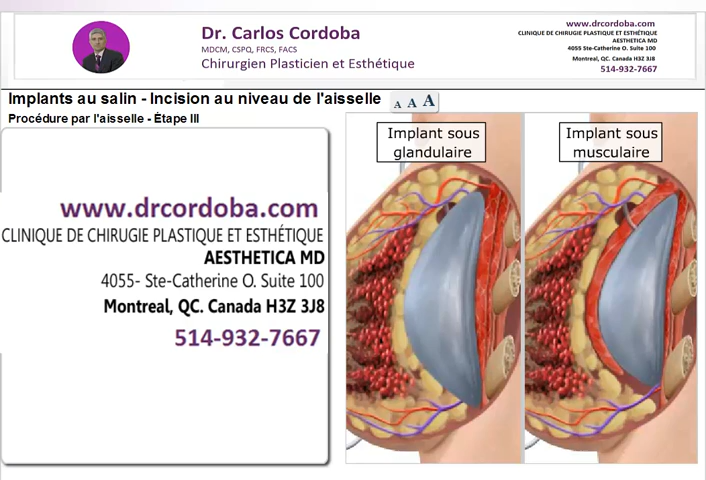 Dr. Carlos Cordoba
MDCM, CSPQ, FRCS, FACS
Chirurgien Plasticien et Esthétique
www.drcordoba.com
CLINIQUE DE CHIRUGIE PLASTIQUE ET ESTHÉTIQUE
AESTHETICA MD
4055 Ste-Catherine O. Suite 100
Montreal, QC. Canada H3Z 3J8
514-932-7667
Implants au salin - Incision au niveau de l'aisselle A A A
Procédure par l'aisselle - Étape III
www.drcordoba.com
CLINIQUE DE CHIRUGIE PLASTIQUE ET ESTHÉTIQUE
AESTHETICA MD
4055- Ste-Catherine O. Suite 100
Montreal, QC. Canada H3Z 3J8
514-932-7667
Implant sous
glandulaire
Implant sous
musculaire